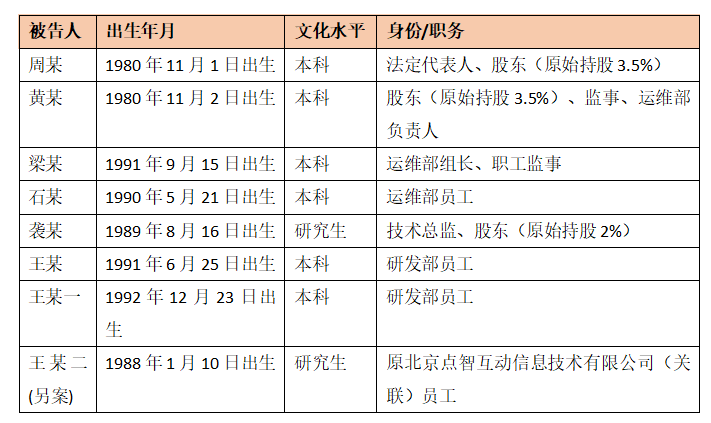 被告人 出生年月 文化水平 身份/职务
周某 1980 年 11 月 1 日出生 本科 法定代表人、股东（原始持股 3.5%）
黄某 1980 年 11 月 2 日出生 本科 股东（原始持股 3.5%）、监事、运维部
负责人
梁某 1991 年 9 月 15 日出生 本科 运维部组长、职工监事
石某 1990 年 5 月 21 日出生 本科 运维部员工
袭某 1989 年 8 月 16 日出生 研究生 技术总监、股东（原始持股 2%）
王某 1991 年 6 月 25 日出生 本科 研发部员工
王某一 1992 年 12 月 23 日出 本科 研发部员工
生
王某二 1988 年 1 月 10 日出生 研究生 原北京点智互动信息技术有限公司（关
(另案) 联）员工